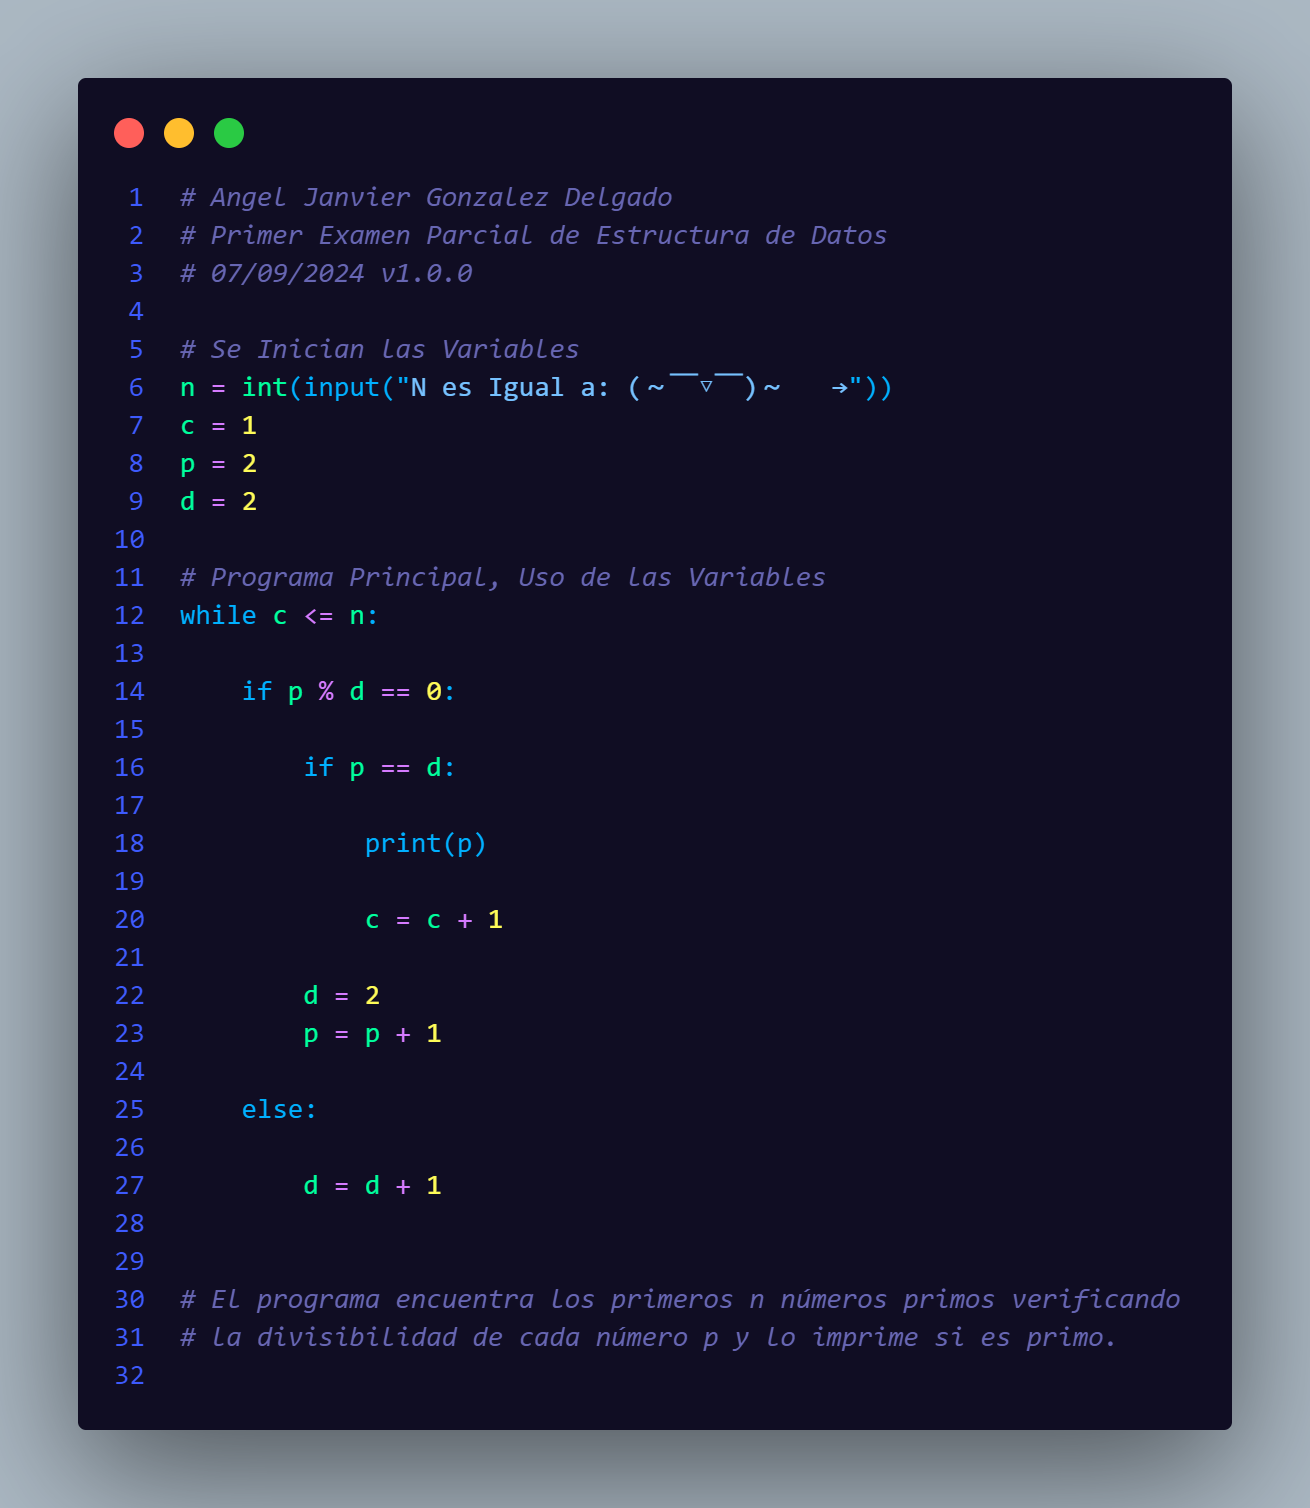 1 # Angel Janvier Gonzalez Delgado
2 # Primer Examen Parcial de Estructura de Datos
3 # 07/09/2024 v1.0.0
4
5 # Se Inician las Variables
6 n = int(input("N es Igual a: (～￣▽￣)～   →"))
7 c = 1
8 p = 2
9 d = 2
10
11 # Programa Principal, Uso de las Variables
12 while c <= n:
13
14     if p % d == 0:
15
16         if p == d:
17
18             print(p)
19
20             c = c + 1
21
22         d = 2
23         p = p + 1
24
25     else:
26
27         d = d + 1
28
29
30 # El programa encuentra los primeros n números primos verificando
31 # la divisibilidad de cada número p y lo imprime si es primo.
32